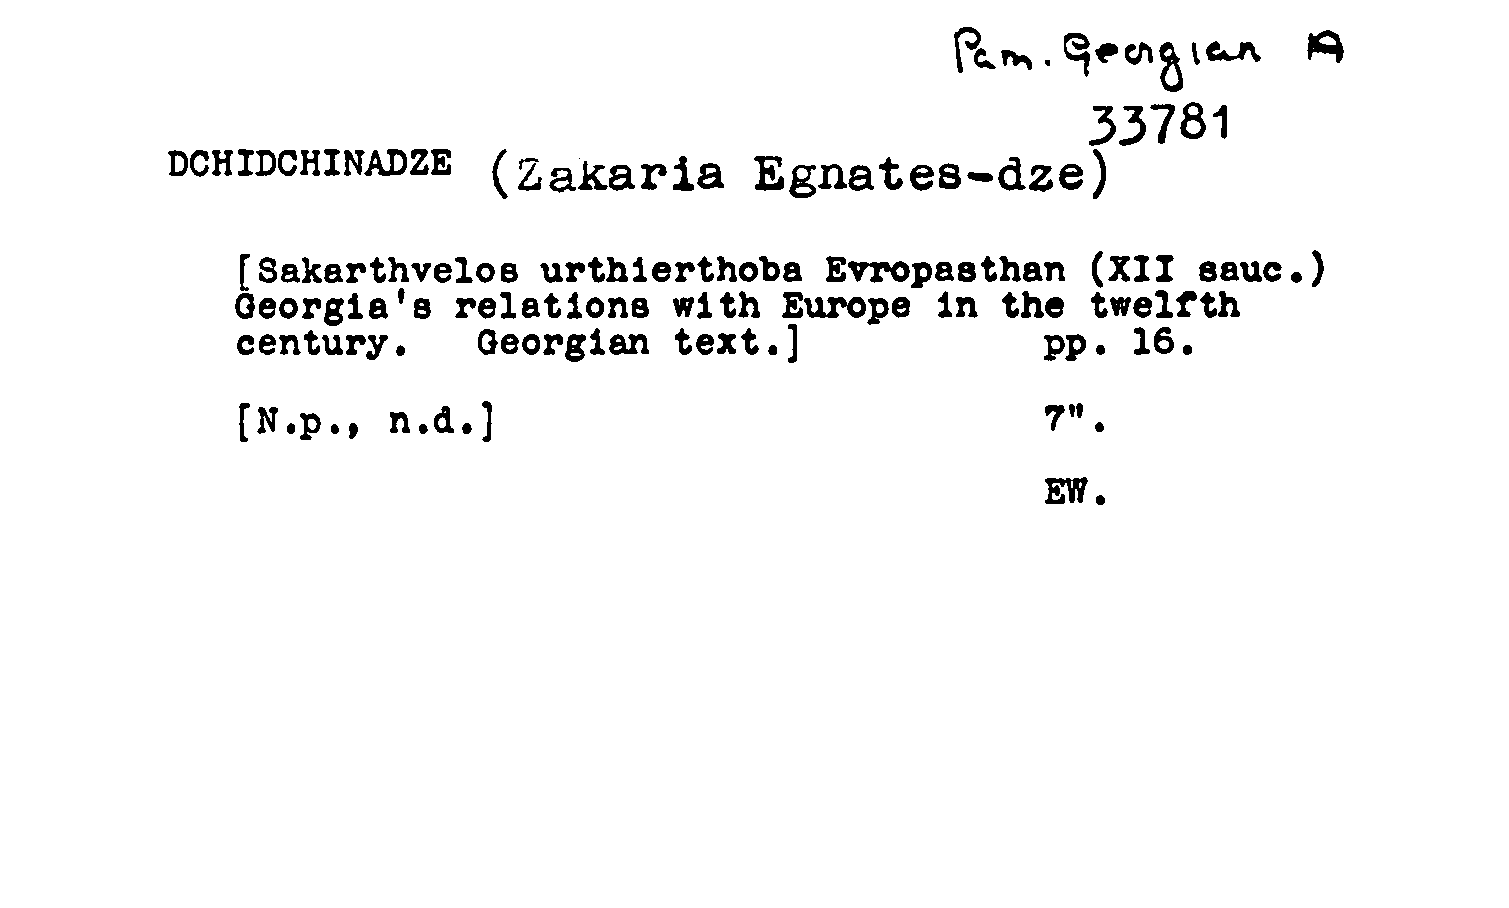 Pam. Georgian A
33781
DCHIDCHINADZE (Zakaria Egnates-dze)
[Sakarthvelos urthierthoba Evropasthan (XII sauc.)
Georgia's relations with Europe in the twelfth
century. Georgian text.] pp. 16.
[N.p., n.d.] 7".
EW.